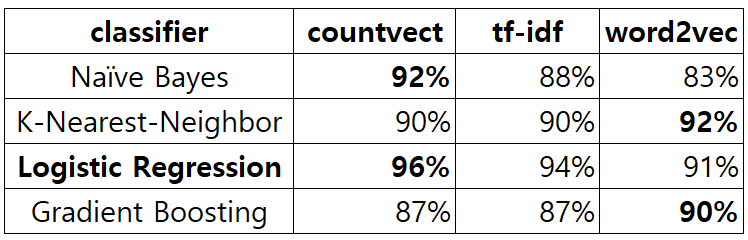 classifier countvect tf-idf word2vec
Naïve Bayes 92% 88% 83%
K-Nearest-Neighbor 90% 90% 92%
Logistic Regression 96% 94% 91%
Gradient Boosting 87% 87% 90%